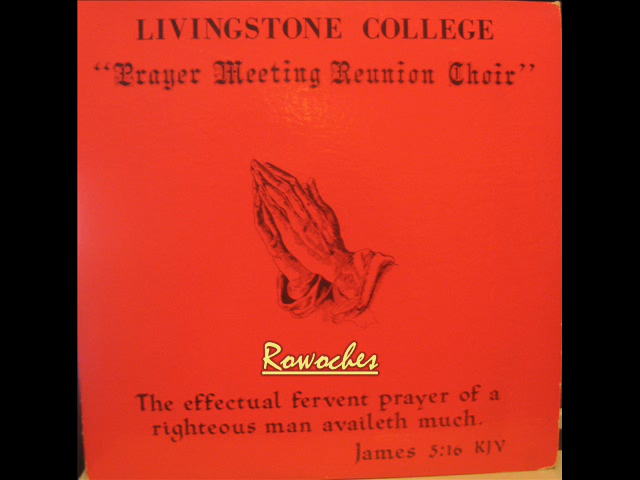 LIVINGSTONE COLLEGE
“Prayer Meeting Reunion Choir”
Rowoches
The effectual fervent prayer of a
righteous man availeth much.
James 5:16 KJV